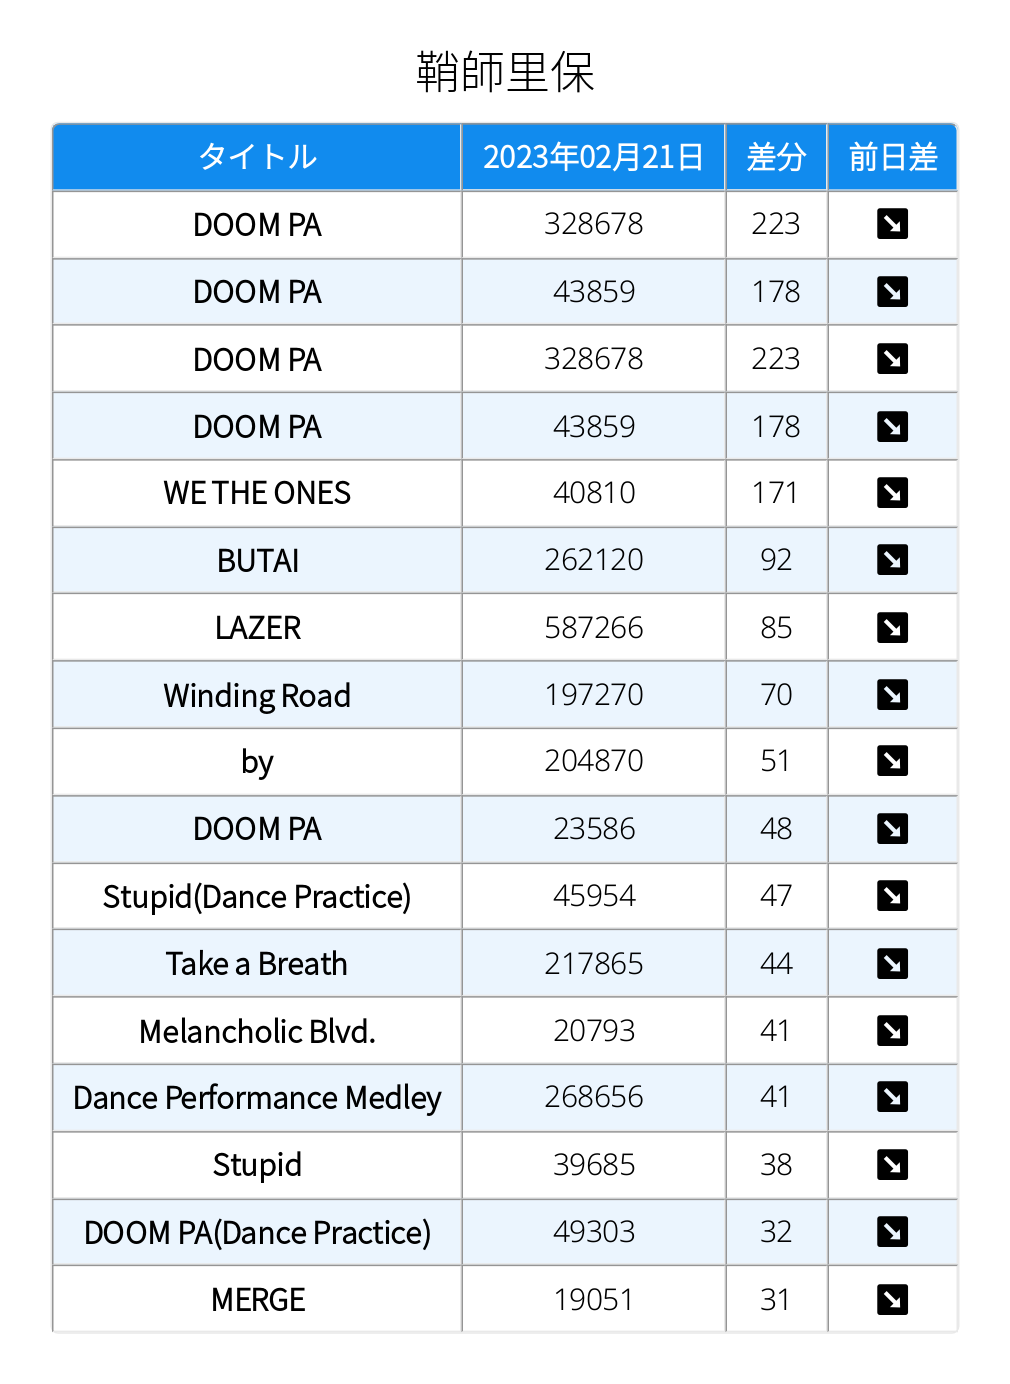 鞘師里保
タイトル 2023年02月21日 差分 前日差
DOOM PA 328678 223 ↘
DOOM PA 43859 178 ↘
DOOM PA 328678 223 ↘
DOOM PA 43859 178 ↘
WE THE ONES 40810 171 ↘
BUTAI 262120 92 ↘
LAZER 587266 85 ↘
Winding Road 197270 70 ↘
by 204870 51 ↘
DOOM PA 23586 48 ↘
Stupid(Dance Practice) 45954 47 ↘
Take a Breath 217865 44 ↘
Melancholic Blvd. 20793 41 ↘
Dance Performance Medley 268656 41 ↘
Stupid 39685 38 ↘
DOOM PA(Dance Practice) 49303 32 ↘
MERGE 19051 31 ↘